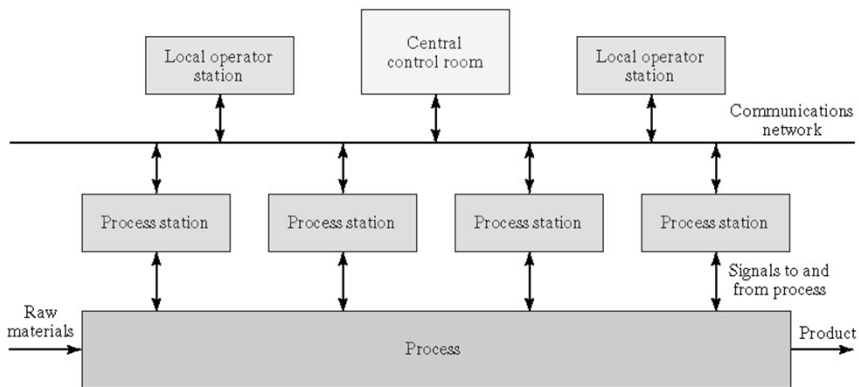 Local operator
station
Central
control room
Local operator
station
Communications
network
Process station
Process station
Process station
Process station
Signals to and
from process
Raw
materials
Process
Product